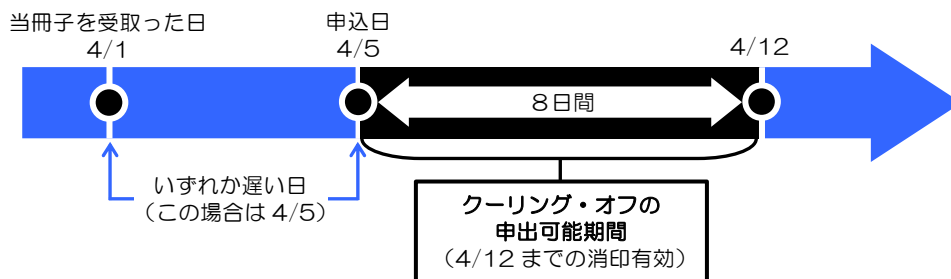 当冊子を受取った日
4/1
申込日
4/5
4/12
8日間
いずれか遅い日
（この場合は 4/5）
クーリング・オフの
申出可能期間
（4/12 までの消印有効）